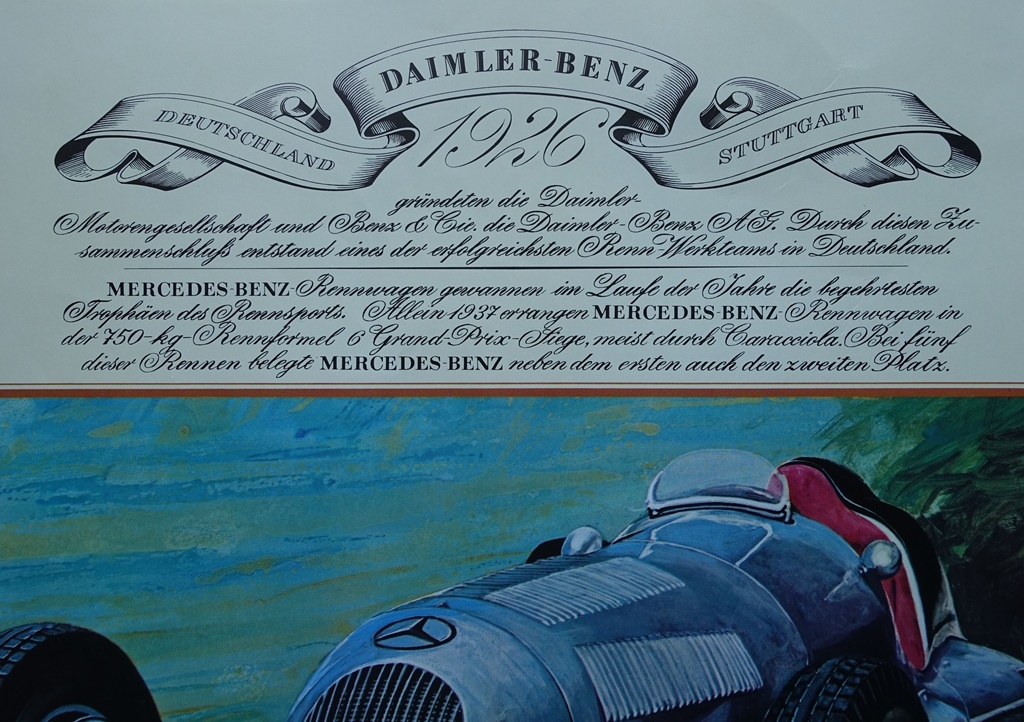 DAIMLER-BENZ
DEUTSCHLAND 1926 STUTTGART
gründeten die Daimler-
Motorengesellschaft und Benz & Cie. die Daimler-Benz AG. Durch diesen Zu-
sammenschluß entstand eines der erfolgreichsten Renn-Werkteams in Deutschland.
MERCEDES-BENZ-Rennwagen gewannen im Laufe der Jahre die begehrtesten
Trophäen des Rennsports. Allein 1937 errangen MERCEDES-BENZ-Rennwagen in
der 750-kg-Rennformel 6 Grand-Prix-Siege, meist durch Caracciola. Bei fünf
dieser Rennen belegte MERCEDES-BENZ neben dem ersten auch den zweiten Platz.